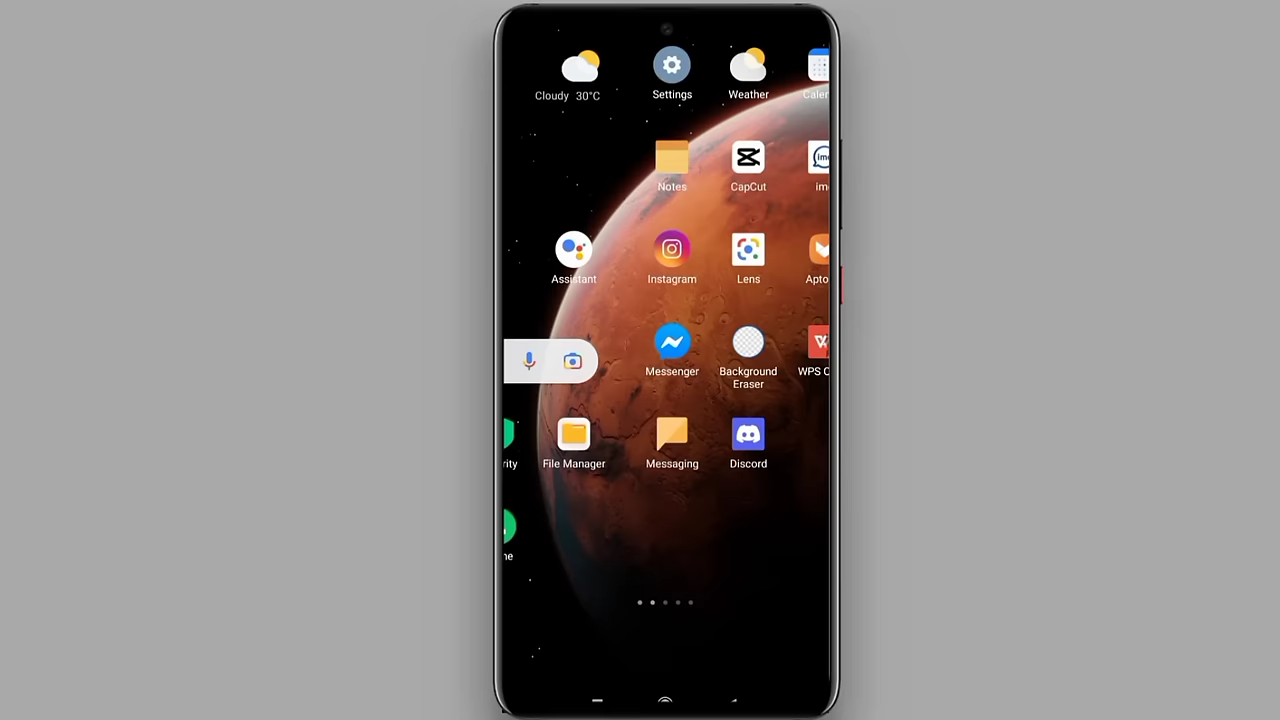 Cloudy 30°C
Settings
Weather
Calen
Notes
CapCut
im
Assistant
Instagram
Lens
Apto
Messenger
Background
Eraser
WPS O
rity
File Manager
Messaging
Discord
ne